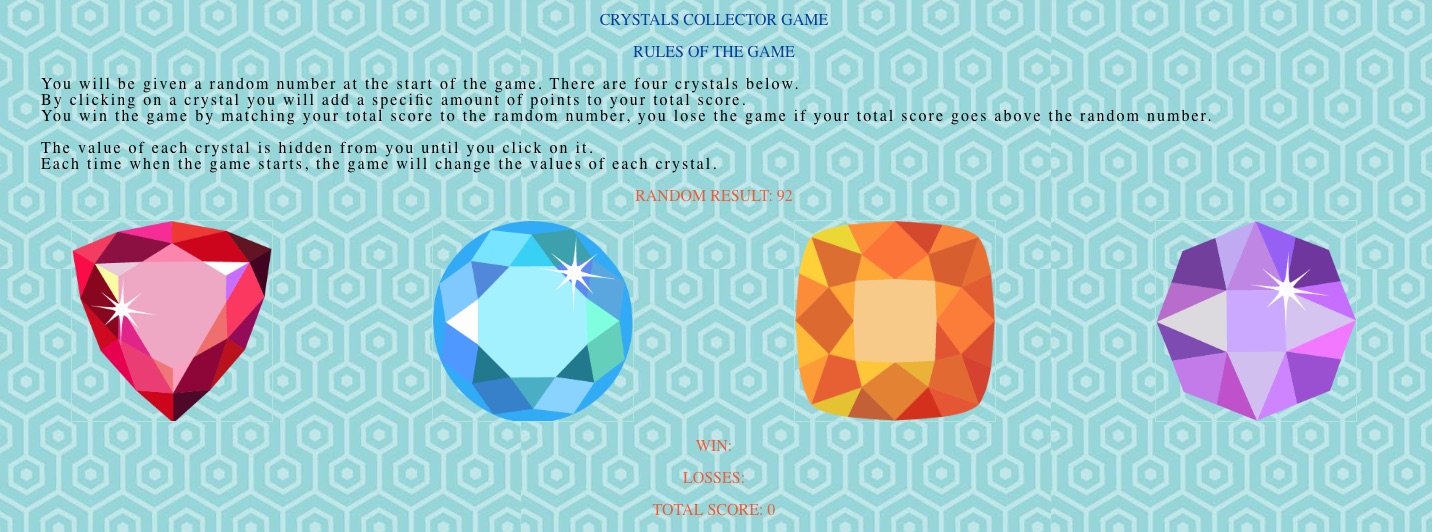 CRYSTALS COLLECTOR GAME
RULES OF THE GAME
You will be given a random number at the start of the game. There are four crystals below.
By clicking on a crystal you will add a specific amount of points to your total score.
You win the game by matching your total score to the ramdom number, you lose the game if your total score goes above the random number.
The value of each crystal is hidden from you until you click on it.
Each time when the game starts, the game will change the values of each crystal.
RANDOM RESULT: 92
WIN:
LOSSES:
TOTAL SCORE: 0